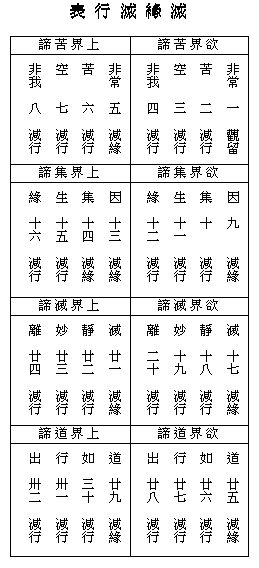 滅緣滅行表
欲界苦諦
非常 一 觀留
苦 二 減行
空 三 減行
非我 四 減行
上界苦諦
非常 五 減緣
苦 六 減行
空 七 減行
非我 八 減行
欲界集諦
因 九 減緣
集 十 減行
生 十一 減行
緣 十二 減行
上界集諦
因 十三 減緣
集 十四 減緣
生 十五 減行
緣 十六 減行
欲界滅諦
滅 十七 減緣
靜 十八 減行
妙 十九 減行
離 二十 減行
上界滅諦
滅 廿一 減緣
靜 廿二 減行
妙 廿三 減行
離 廿四 減行
欲界道諦
道 廿五 減緣
如 廿六 減行
行 廿七 減行
出 廿八 減行
上界道諦
道 廿九 減緣
如 三十 減行
行 卅一 減行
出 卅二 減行